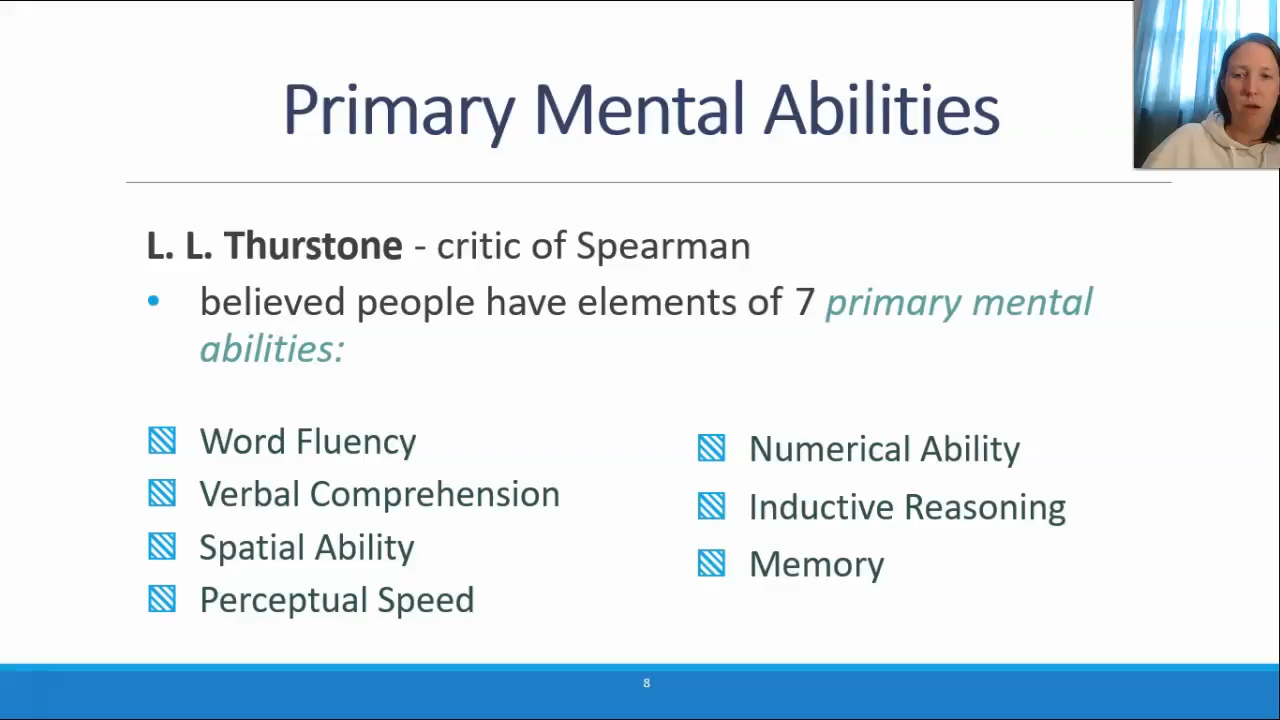 Primary Mental Abilities
L. L. Thurstone - critic of Spearman
• believed people have elements of 7 primary mental
abilities:
Word Fluency
Verbal Comprehension
Spatial Ability
Perceptual Speed
Numerical Ability
Inductive Reasoning
Memory
8